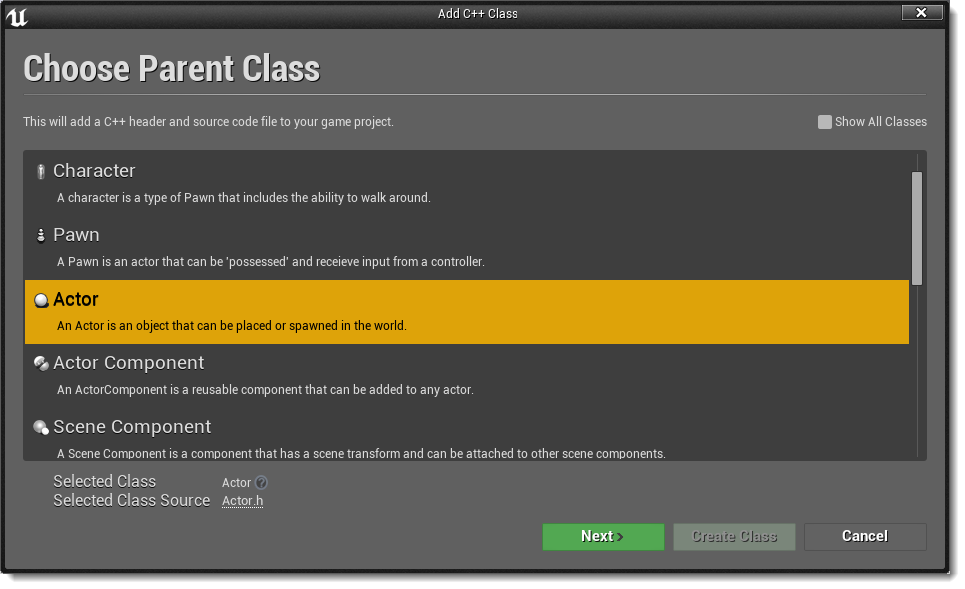 Add C++ Class
Choose Parent Class
This will add a C++ header and source code file to your game project.
Show All Classes
Character
A character is a type of Pawn that includes the ability to walk around.
Pawn
A Pawn is an actor that can be 'possessed' and receieve input from a controller.
Actor
An Actor is an object that can be placed or spawned in the world.
Actor Component
An ActorComponent is a reusable component that can be added to any actor.
Scene Component
A Scene Component is a component that has a scene transform and can be attached to other scene components.
Selected Class Actor ?
Selected Class Source Actor.h
Next > Create Class Cancel